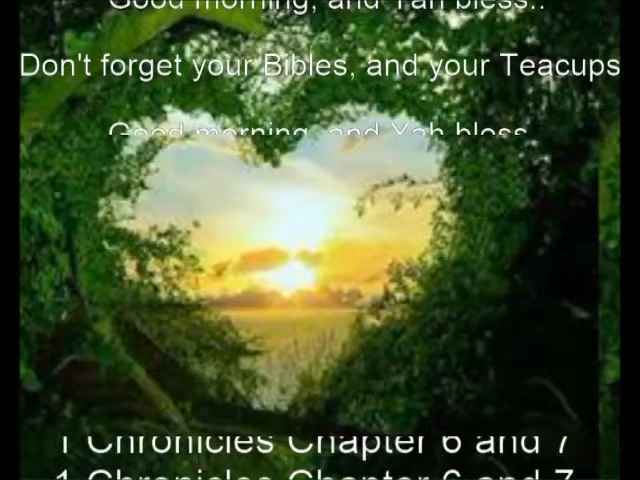 Good morning, and Yah bless..
Don't forget your Bibles, and your Teacups
Good morning, and Yah bless
1 Chronicles Chapter 6 and 7
1 Chronicles Chapter 6 and 7